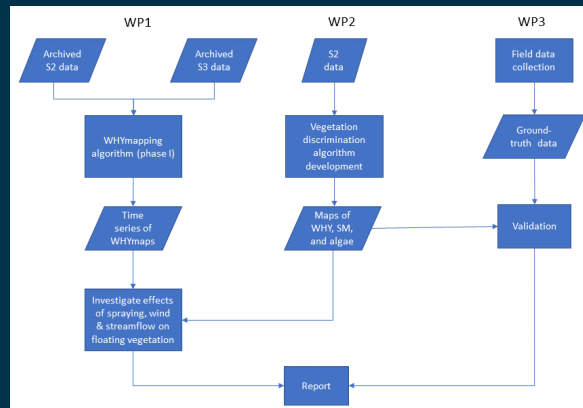 WP1
WP2
WP3
Archived
S2 data
Archived
S3 data
S2
data
Field data
collection
WHYmapping
algorithm (phase I)
Vegetation
discrimination
algorithm
development
Ground-
truth data
Time
series of
WHYmaps
Maps of
WHY, SM,
and algae
Validation
Investigate effects
of spraying, wind
& streamflow on
floating vegetation
Report